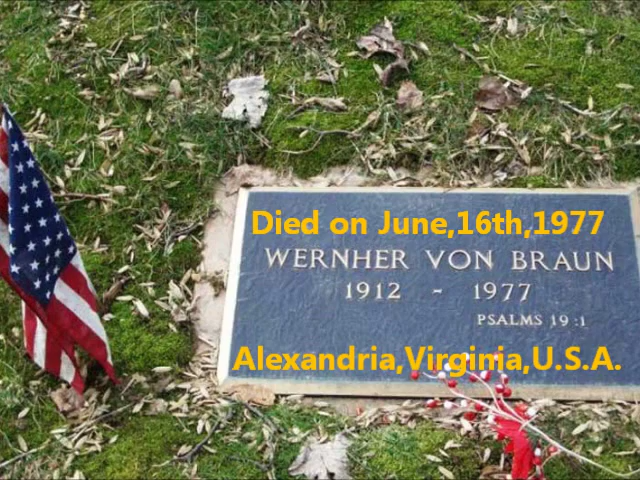 Died on June,16th,1977
WERNHER VON BRAUN
1912 - 1977
PSALMS 19:1
Alexandria,Virginia,U.S.A.